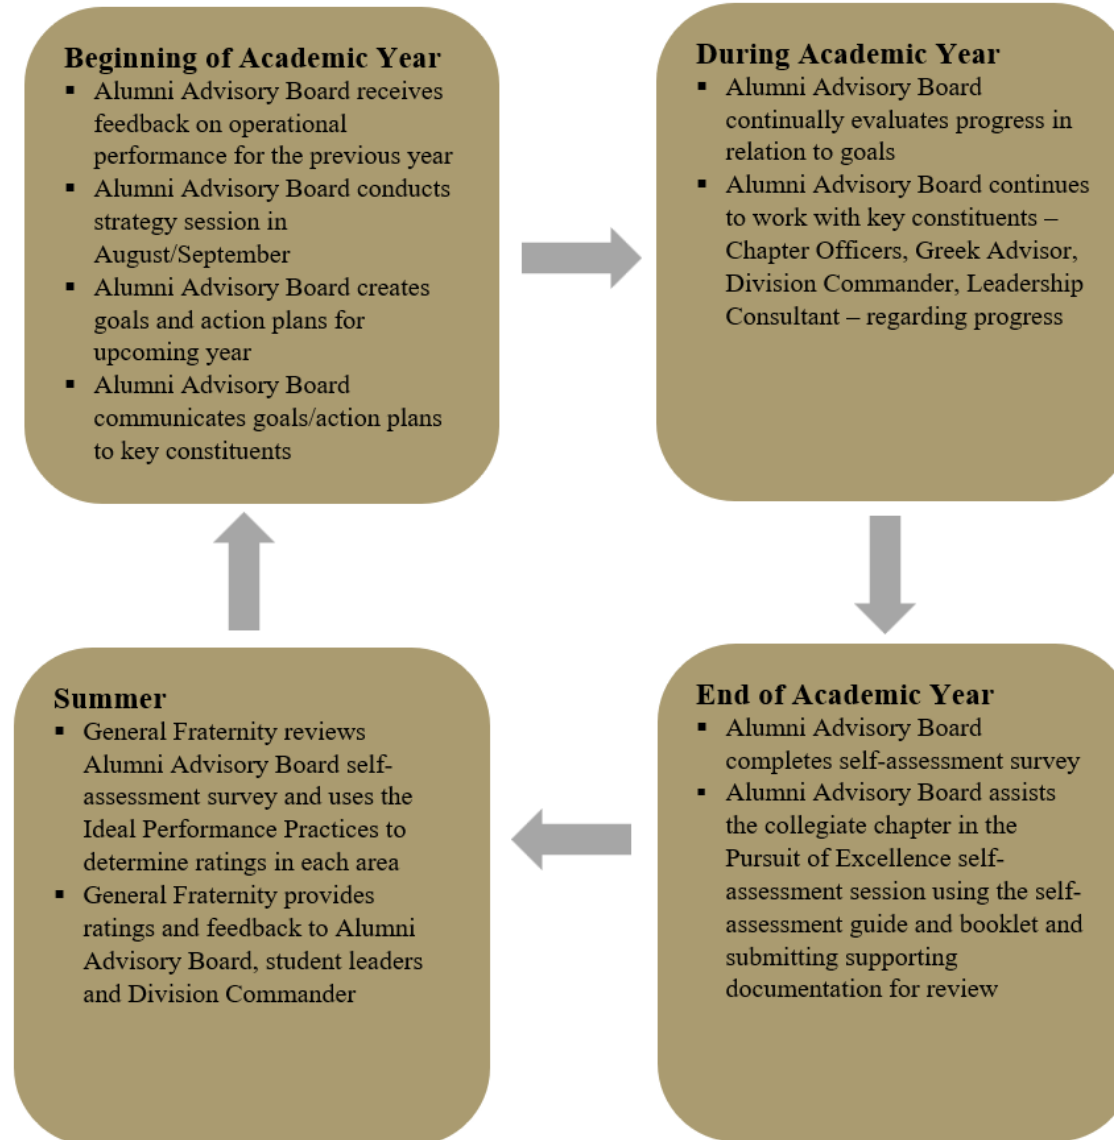 Beginning of Academic Year
▪ Alumni Advisory Board receives
feedback on operational
performance for the previous year
▪ Alumni Advisory Board conducts
strategy session in
August/September
▪ Alumni Advisory Board creates
goals and action plans for
upcoming year
▪ Alumni Advisory Board
communicates goals/action plans
to key constituents
During Academic Year
▪ Alumni Advisory Board
continually evaluates progress in
relation to goals
▪ Alumni Advisory Board continues
to work with key constituents –
Chapter Officers, Greek Advisor,
Division Commander, Leadership
Consultant – regarding progress
End of Academic Year
▪ Alumni Advisory Board
completes self-assessment survey
▪ Alumni Advisory Board assists
the collegiate chapter in the
Pursuit of Excellence self-
assessment session using the self-
assessment guide and booklet and
submitting supporting
documentation for review
Summer
▪ General Fraternity reviews
Alumni Advisory Board self-
assessment survey and uses the
Ideal Performance Practices to
determine ratings in each area
▪ General Fraternity provides
ratings and feedback to Alumni
Advisory Board, student leaders
and Division Commander